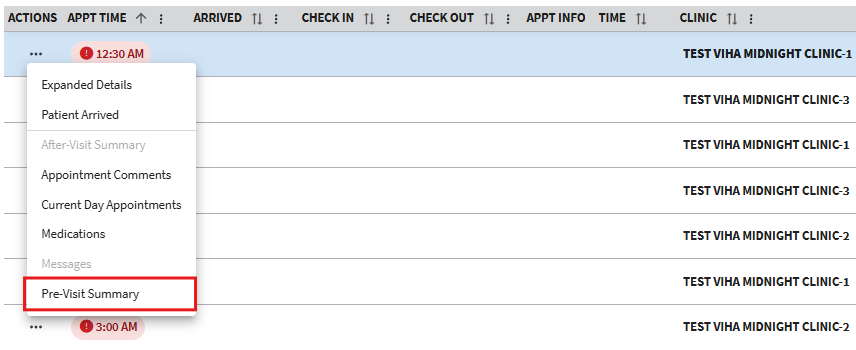 ACTIONS APPT TIME ARRIVED CHECK IN CHECK OUT APPT INFO TIME CLINIC
12:30 AM TEST VIHA MIDNIGHT CLINIC-1
Expanded Details
TEST VIHA MIDNIGHT CLINIC-3
Patient Arrived
After-Visit Summary TEST VIHA MIDNIGHT CLINIC-1
Appointment Comments
TEST VIHA MIDNIGHT CLINIC-3
Current Day Appointments
Medications TEST VIHA MIDNIGHT CLINIC-2
Messages
TEST VIHA MIDNIGHT CLINIC-1
Pre-Visit Summary
3:00 AM TEST VIHA MIDNIGHT CLINIC-2